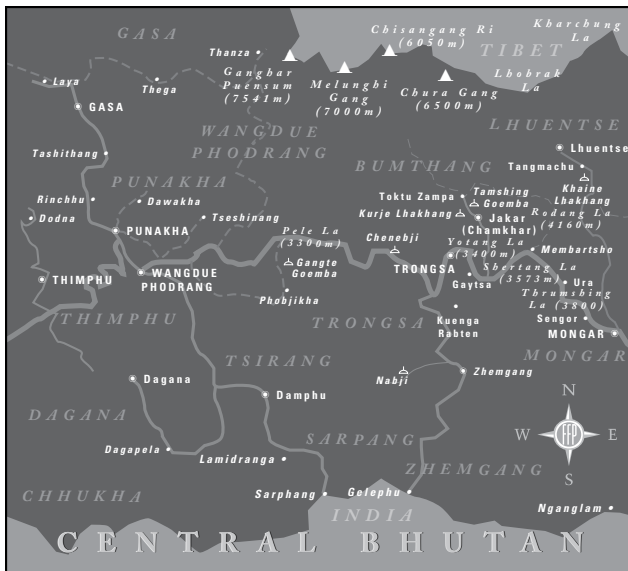 GASA
Chisangang Ri
(6050m)
Kharchung
La
TIBET
Thanza
Laya
Thega
Gangbar
Puensum
(7541m)
Melunghi
Gang
(7000m)
Chura Gang
(6500m)
Lhobrak
La
GASA
WANGDUE
PHODRANG
LHUENTSE
Lhuentse
Tashithang
BUMTHANG
Tangmachu
PUNAKHA
Khaine
Lhakhang
Rinchhu
Dawakha
Toktu Zampa
Tamshing
Goemba
Dodna
Tseshinang
Kurje Lhakhang
Jakar
(Chamkhar)
Rodang La
(4160m)
PUNAKHA
Pele La
(3300m)
Chenebji
Yotang La
(3400m)
Membartsho
THIMPHU
WANGDUE
PHODRANG
Gangte
Goemba
TRONGSA
Shertang La
(3573m)
Gaytsa
Ura
Phobjikha
Thrumshing
La (3800)
THIMPHU
TRONGSA
Kuenga
Rabten
Sengor
MONGAR
MONGAR
TSIRANG
Nabji
Zhemgang
Dagana
Damphu
N
DAGANA
SARPANG
W
FFP
E
Dagapela
Lamidranga
ZHEMGANG
S
CHHUKHA
Sarphang
Gelephu
INDIA
Nganglam
CENTRAL BHUTAN